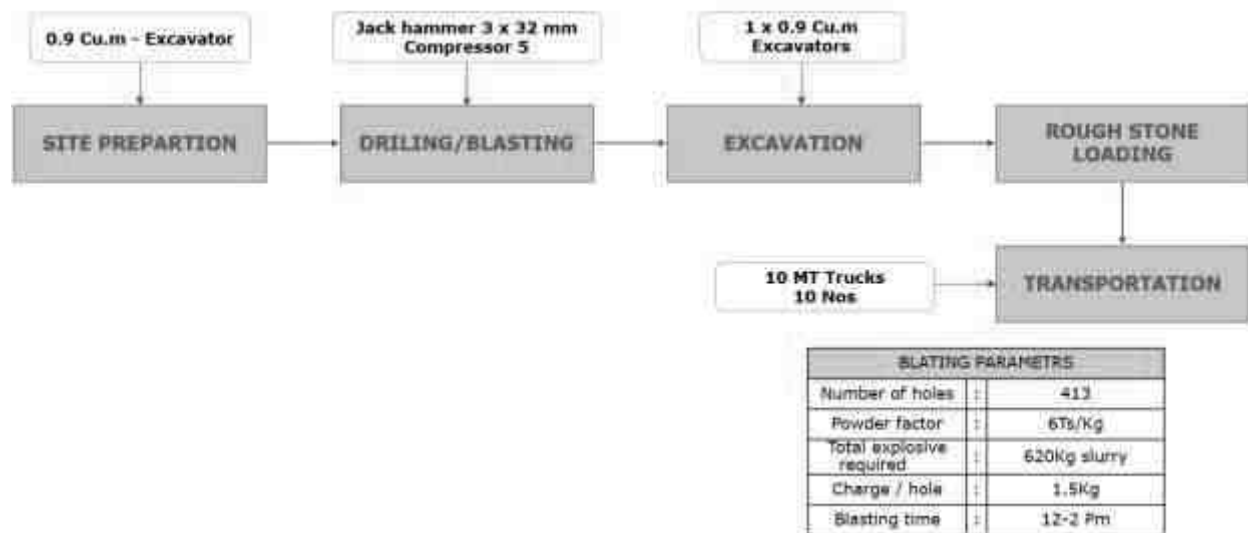 0.9 Cu.m - Excavator
Jack hammer 3 x 32 mm
Compressor 5
1 x 0.9 Cu.m
Excavators
SITE PREPARTION
DRILING/BLASTING
EXCAVATION
ROUGH STONE
LOADING
10 MT Trucks
10 Nos
TRANSPORTATION
BLATING PARAMETRS
Number of holes : 413
Powder factor : 6Ts/Kg
Total explosive
required : 620Kg slurry
Charge / hole : 1.5Kg
Blasting time : 12-2 Pm